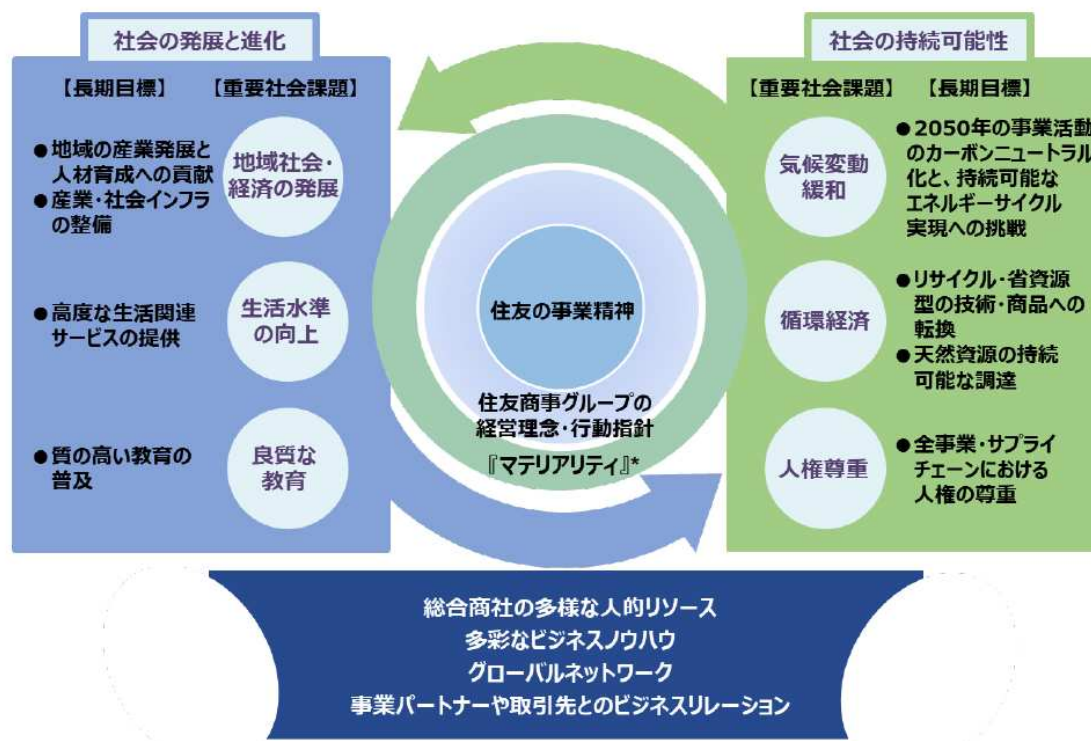 社会の発展と進化
【長期目標】
【重要社会課題】
●地域の産業発展と
人材育成への貢献
●産業・社会インフラ
の整備
地域社会・
経済の発展
●高度な生活関連
サービスの提供
生活水準
の向上
●質の高い教育の
普及
良質な
教育
住友の事業精神
住友商事グループの
経営理念・行動指針
『マテリアリティ』*
社会の持続可能性
【重要社会課題】
【長期目標】
気候変動
緩和
●2050年の事業活動
のカーボンニュートラル
化と、持続可能な
エネルギーサイクル
実現への挑戦
循環経済
●リサイクル・省資源
型の技術・商品への
転換
●天然資源の持続
可能な調達
人権尊重
●全事業・サプライ
チェーンにおける
人権の尊重
総合商社の多様な人的リソース
多彩なビジネスノウハウ
グローバルネットワーク
事業パートナーや取引先とのビジネスリレーション